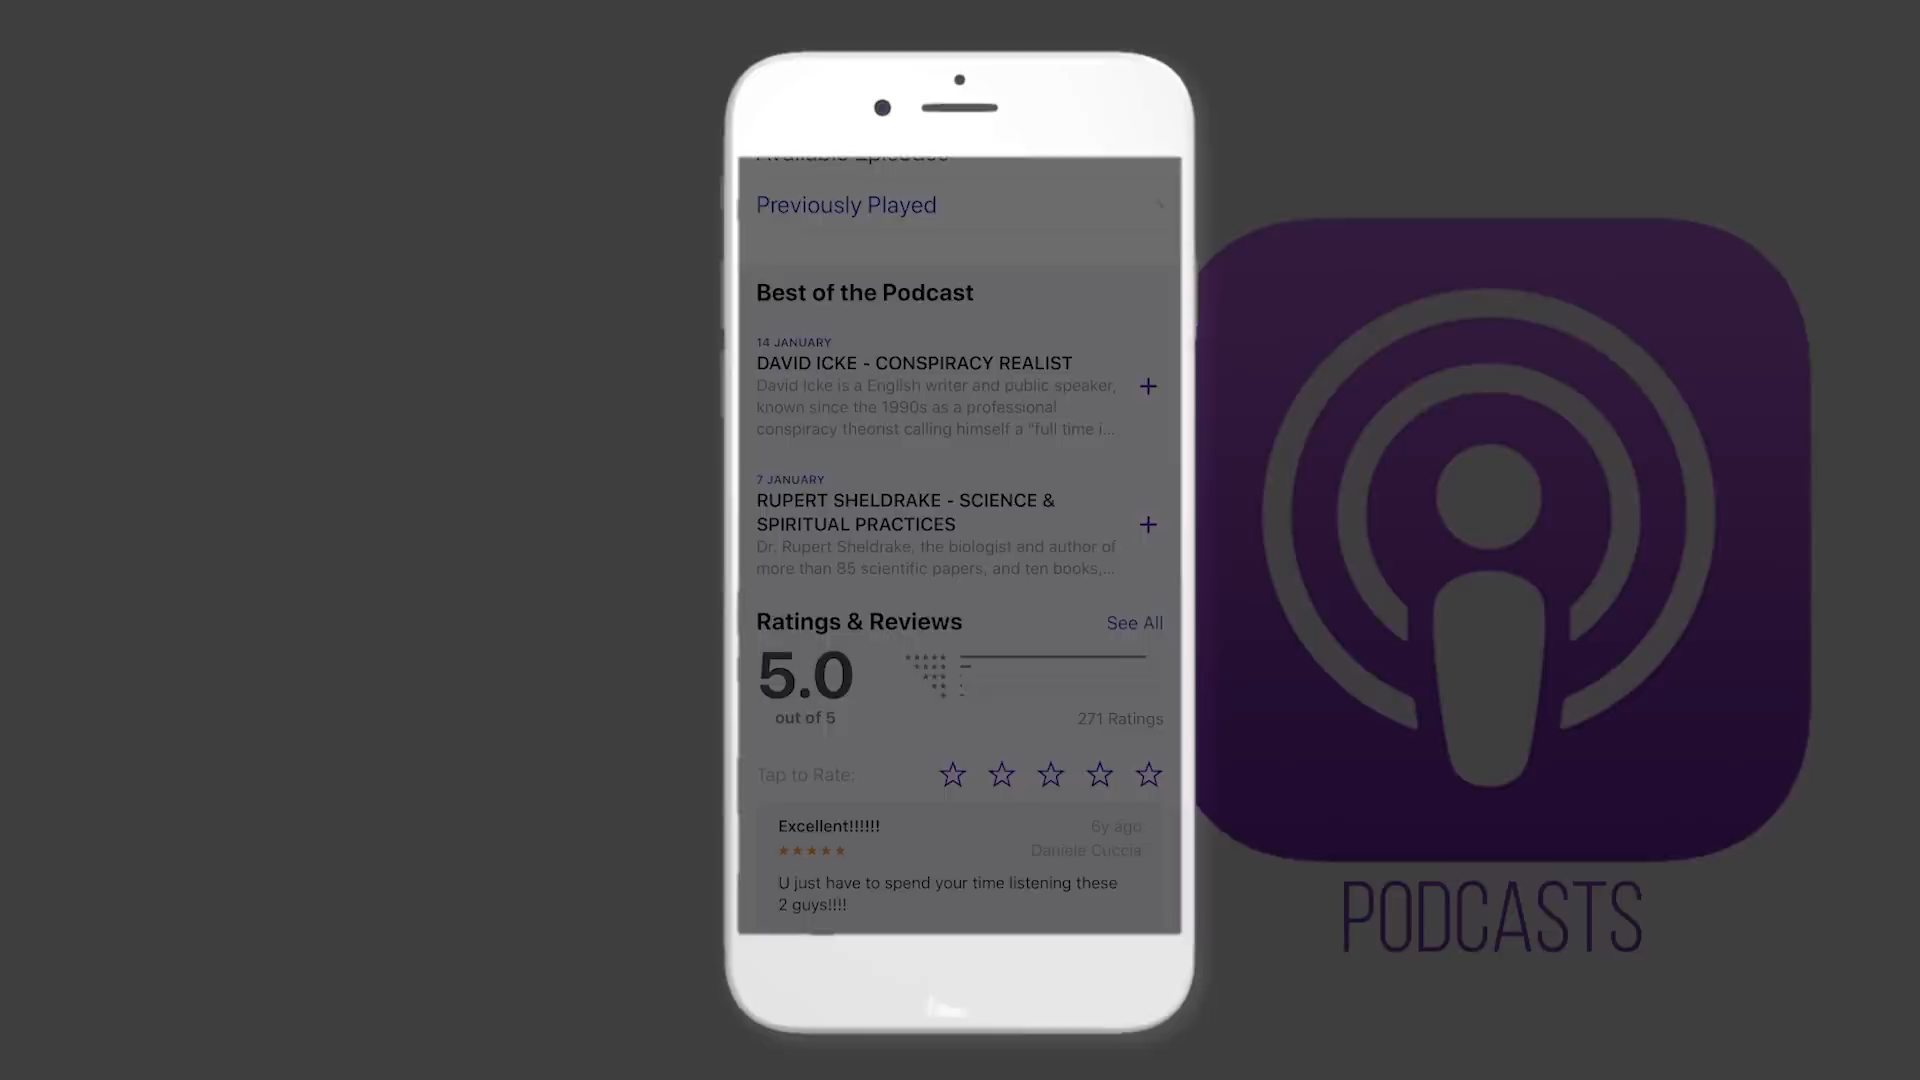 Available Episodes
Previously Played
Best of the Podcast
14 JANUARY
DAVID ICKE - CONSPIRACY REALIST
David Icke is a English writer and public speaker,
known since the 1990s as a professional
conspiracy theorist calling himself a "full time i...
7 JANUARY
RUPERT SHELDRAKE - SCIENCE &
SPIRITUAL PRACTICES
Dr. Rupert Sheldrake, the biologist and author of
more than 85 scientific papers, and ten books,...
Ratings & Reviews
See All
5.0
out of 5
271 Ratings
Tap to Rate:
Excellent!!!!!!
6y ago
Daniele Cuccia
U just have to spend your time listening these
2 guys!!!!
PODCASTS